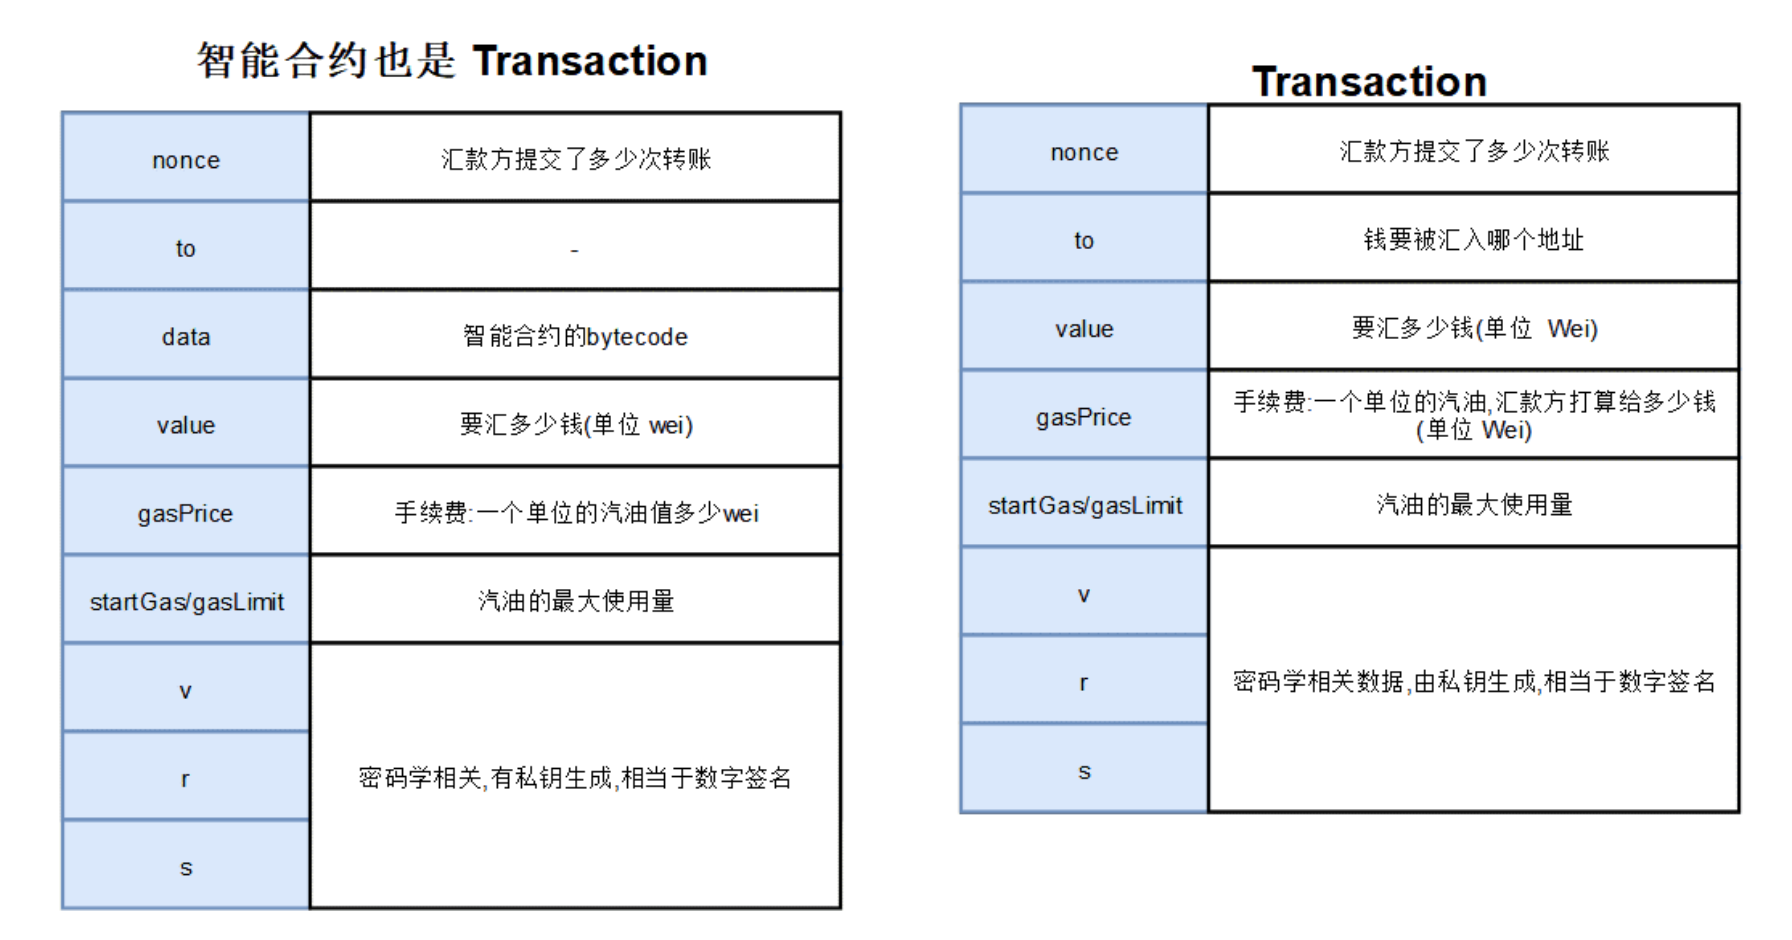 智能合约也是 Transaction
nonce
汇款方提交了多少次转账
to
-
data
智能合约的bytecode
value
要汇多少钱(单位 wei)
gasPrice
手续费:一个单位的汽油值多少wei
startGas/gasLimit
汽油的最大使用量
v
r
密码学相关,有私钥生成,相当于数字签名
s
Transaction
nonce
汇款方提交了多少次转账
to
钱要被汇入哪个地址
value
要汇多少钱(单位 Wei)
gasPrice
手续费:一个单位的汽油,汇款方打算给多少钱
(单位 Wei)
startGas/gasLimit
汽油的最大使用量
v
r
密码学相关数据,由私钥生成,相当于数字签名
s